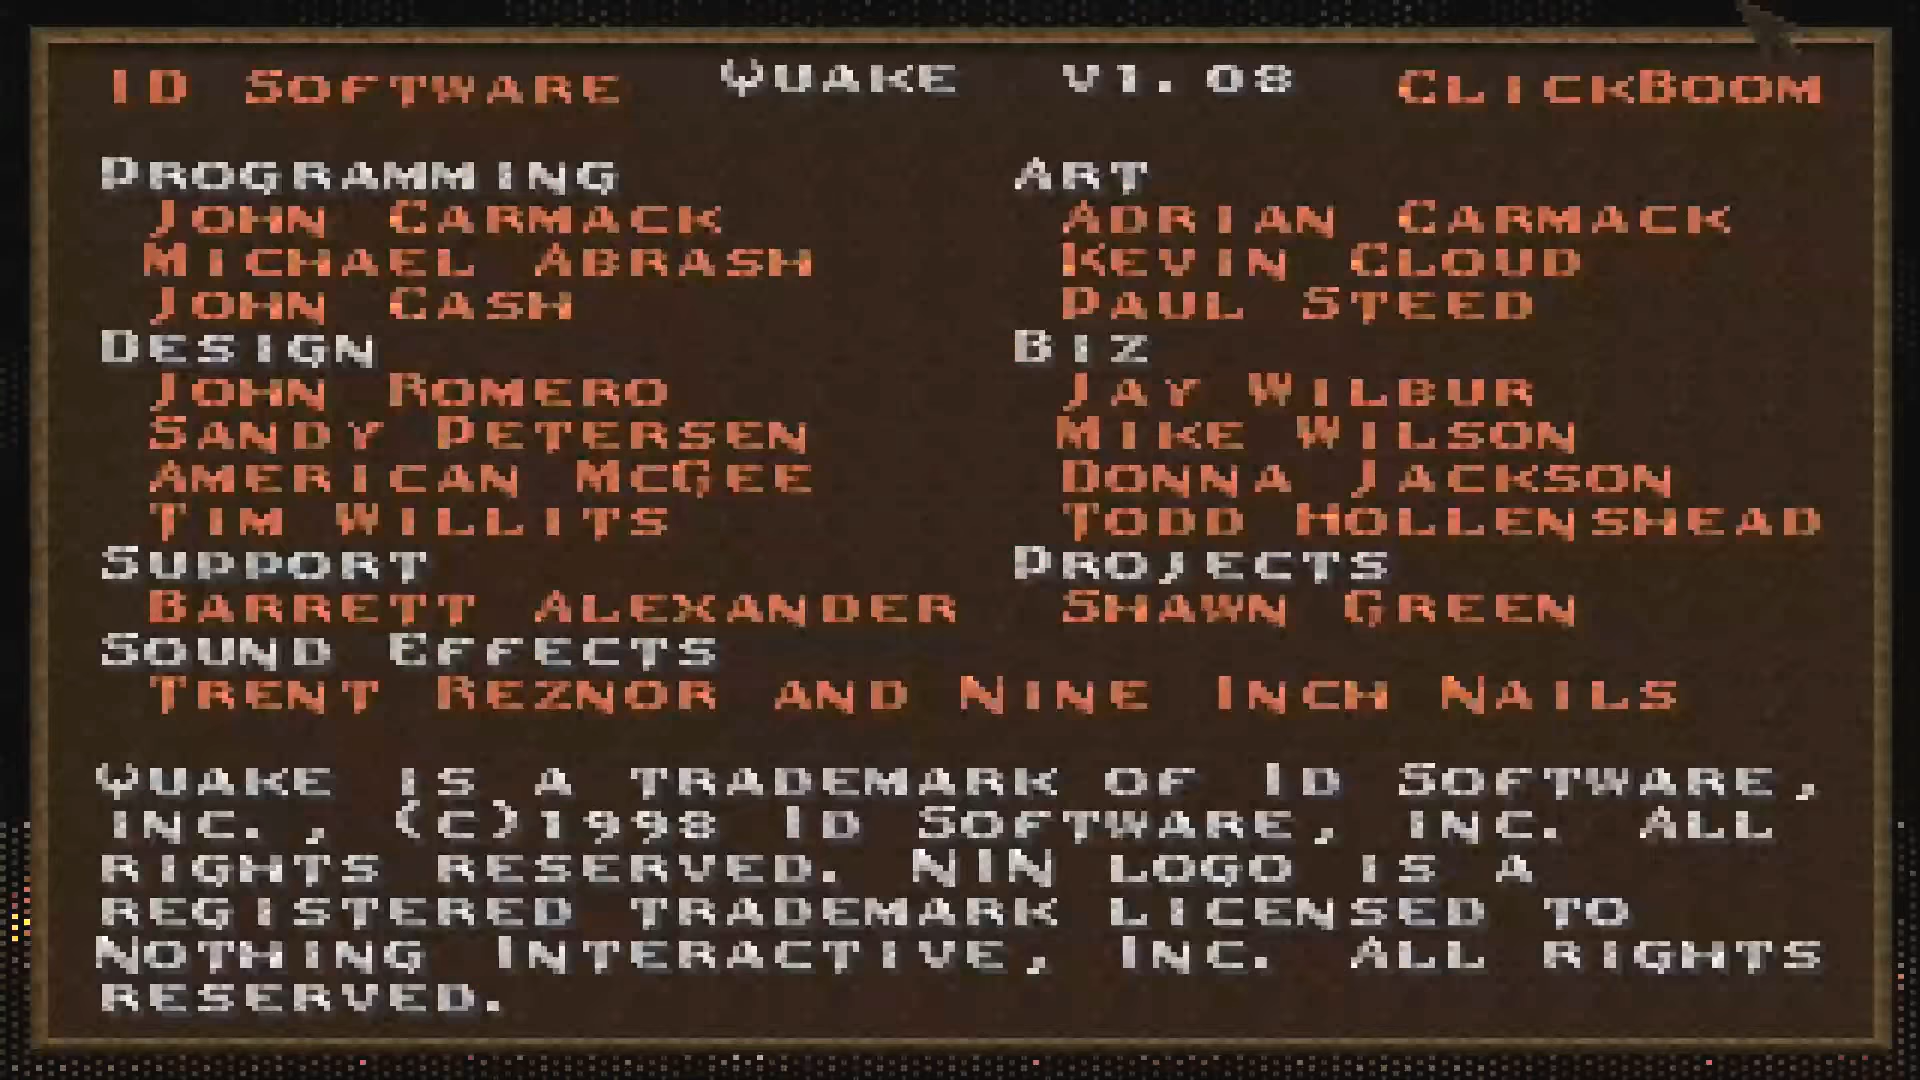 ID SOFTWARE QUAKE V1.08 CLICKBOOM
PROGRAMMING
JOHN CARMACK
MICHAEL ABRASH
JOHN CASH
DESIGN
JOHN ROMERO
SANDY PETERSEN
AMERICAN MCGEE
TIM WILLITS
SUPPORT
BARRETT ALEXANDER
ART
ADRIAN CARMACK
KEVIN CLOUD
PAUL STEED
BIZ
JAY WILBUR
MIKE WILSON
DONNA JACKSON
TODD HOLLENSHEAD
PROJECTS
SHAWN GREEN
SOUND EFFECTS
TRENT REZNOR AND NINE INCH NAILS
QUAKE IS A TRADEMARK OF ID SOFTWARE,
INC., (C)1998 ID SOFTWARE, INC. ALL
RIGHTS RESERVED. NIN LOGO IS A
REGISTERED TRADEMARK LICENSED TO
NOTHING INTERACTIVE, INC. ALL RIGHTS
RESERVED.